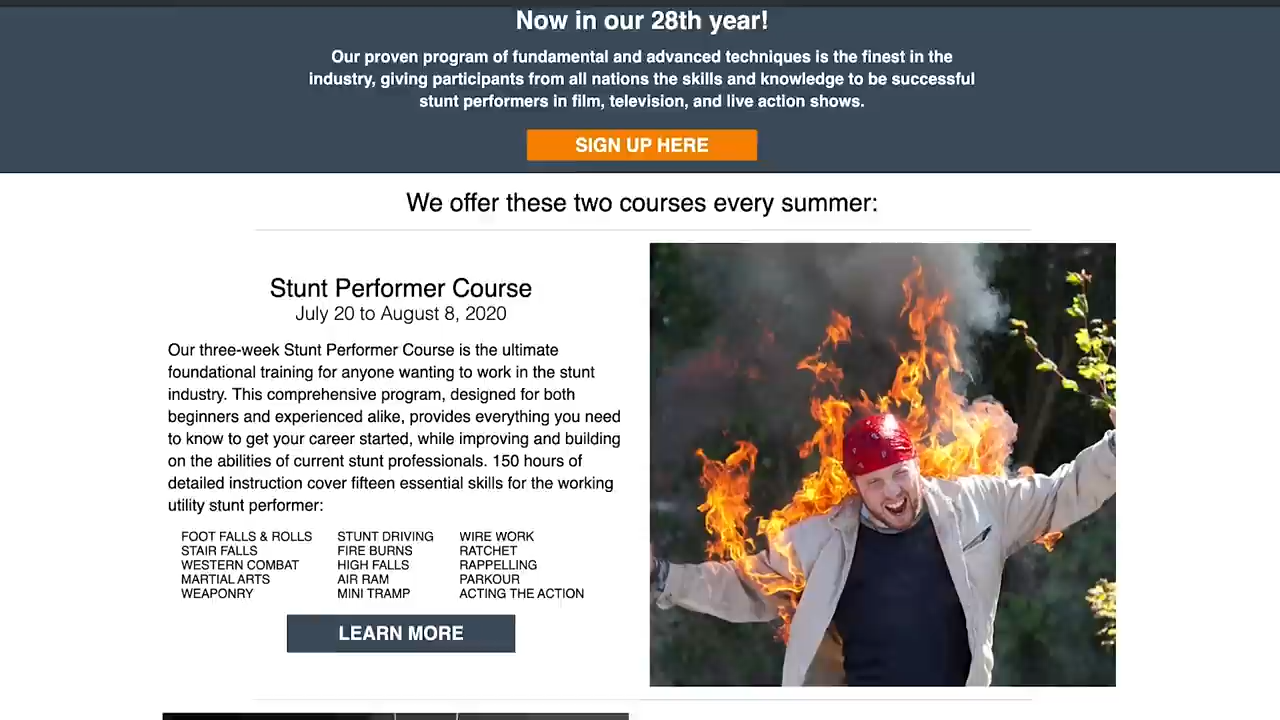 Now in our 28th year!
Our proven program of fundamental and advanced techniques is the finest in the
industry, giving participants from all nations the skills and knowledge to be successful
stunt performers in film, television, and live action shows.
SIGN UP HERE
We offer these two courses every summer:
Stunt Performer Course
July 20 to August 8, 2020
Our three-week Stunt Performer Course is the ultimate
foundational training for anyone wanting to work in the stunt
industry. This comprehensive program, designed for both
beginners and experienced alike, provides everything you need
to know to get your career started, while improving and building
on the abilities of current stunt professionals. 150 hours of
detailed instruction cover fifteen essential skills for the working
utility stunt performer:
FOOT FALLS & ROLLS STUNT DRIVING WIRE WORK
STAIR FALLS FIRE BURNS RATCHET
WESTERN COMBAT HIGH FALLS RAPPELLING
MARTIAL ARTS AIR RAM PARKOUR
WEAPONRY MINI TRAMP ACTING THE ACTION
LEARN MORE